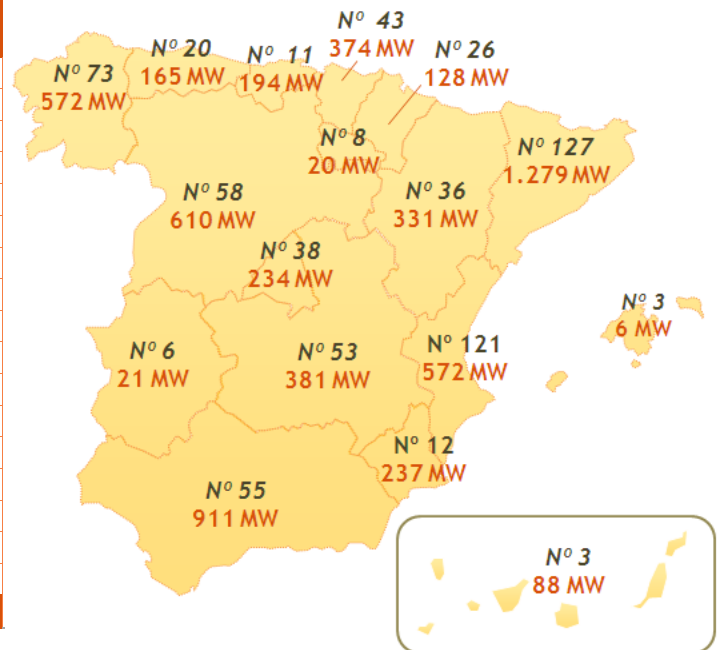 Nº 43
374 MW
Nº 20
165 MW
Nº 11
194 MW
Nº 26
128 MW
Nº 73
572 MW
Nº 8
20 MW
Nº 127
1.279 MW
Nº 58
610 MW
Nº 36
331 MW
Nº 38
234 MW
Nº 3
6 MW
Nº 6
21 MW
Nº 53
381 MW
Nº 121
572 MW
Nº 12
237 MW
Nº 55
911 MW
Nº 3
88 MW